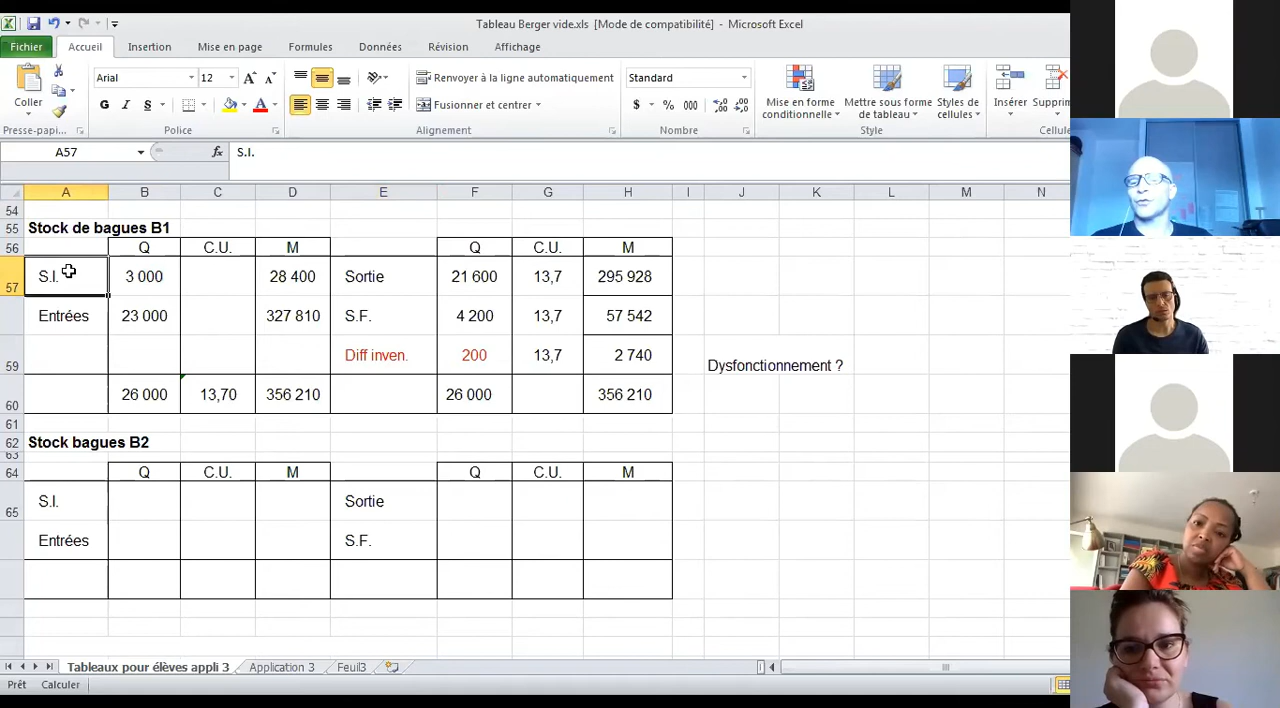 Tableau Berger vide.xls [Mode de compatibilité] - Microsoft Excel
Fichier Accueil Insertion Mise en page Formules Données Révision Affichage
Coller
Arial 12
Renvoyer à la ligne automatiquement
Standard
G I S
Fusionner et centrer
$ % 000
Mise en forme conditionnelle
Mettre sous forme de tableau
Styles de cellules
Insérer
Supprim
Presse-papi... Police Alignement Nombre Style Cellule
A57 fx S.I.
A B C D E F G H I J K L M N
54
55 Stock de bagues B1
56 Q C.U. M Q C.U. M
57 S.I. 3 000 28 400 Sortie 21 600 13,7 295 928
Entrées 23 000 327 810 S.F. 4 200 13,7 57 542
59 Diff inven. 200 13,7 2 740 Dysfonctionnement ?
60 26 000 13,70 356 210 26 000 356 210
61
62 Stock bagues B2
63
64 Q C.U. M Q C.U. M
65 S.I. Sortie
Entrées S.F.
Tableaux pour élèves appli 3 Application 3 Feuil3
Prêt Calculer